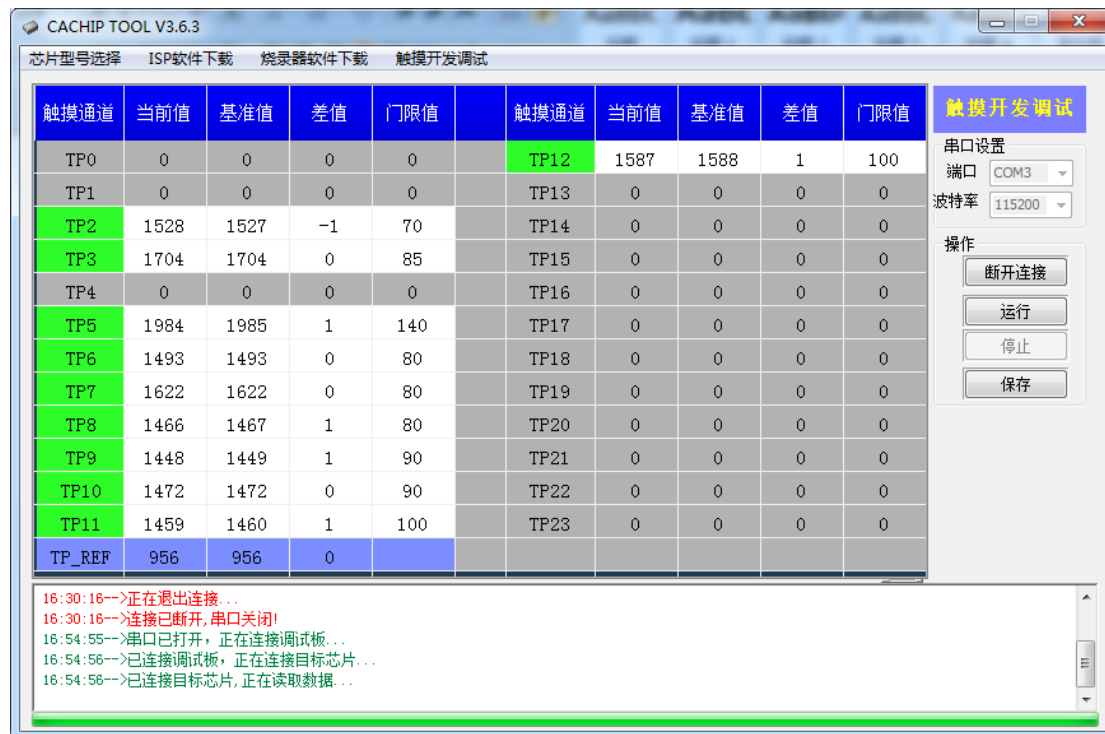 CACHIP TOOL V3.6.3
芯片型号选择 ISP软件下载 烧录器软件下载 触摸开发调试
触摸通道 当前值 基准值 差值 门限值 触摸通道 当前值 基准值 差值 门限值
TP0 0 0 0 0 TP12 1587 1588 1 100
TP1 0 0 0 0 TP13 0 0 0 0
TP2 1528 1527 -1 70 TP14 0 0 0 0
TP3 1704 1704 0 85 TP15 0 0 0 0
TP4 0 0 0 0 TP16 0 0 0 0
TP5 1984 1985 1 140 TP17 0 0 0 0
TP6 1493 1493 0 80 TP18 0 0 0 0
TP7 1622 1622 0 80 TP19 0 0 0 0
TP8 1466 1467 1 80 TP20 0 0 0 0
TP9 1448 1449 1 90 TP21 0 0 0 0
TP10 1472 1472 0 90 TP22 0 0 0 0
TP11 1459 1460 1 100 TP23 0 0 0 0
TP_REF 956 956 0
触摸开发调试
串口设置
端口 COM3
波特率 115200
操作
断开连接
运行
停止
保存
16:30:16-->正在退出连接...
16:30:16-->连接已断开,串口关闭!
16:54:55-->串口已打开，正在连接调试板...
16:54:56-->已连接调试板，正在连接目标芯片...
16:54:56-->已连接目标芯片,正在读取数据...